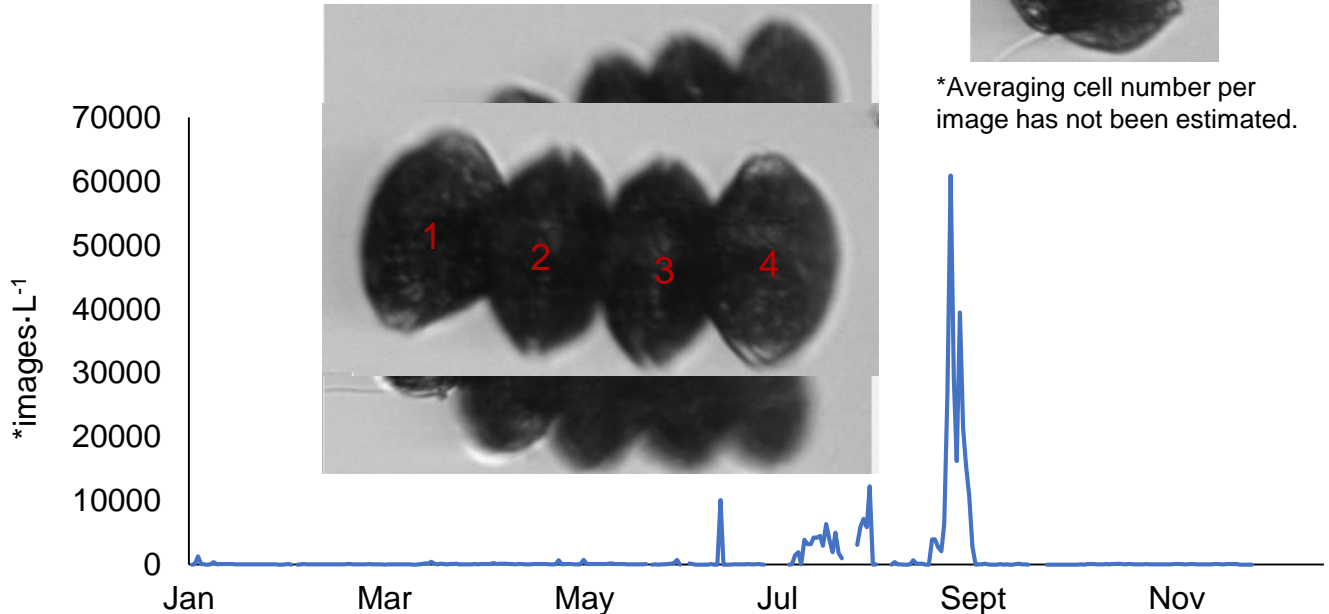 *Averaging cell number per
image has not been estimated.
70000
60000
50000
40000
30000
20000
10000
0
*images·L-1
1
2
3
4
Jan
Mar
May
Jul
Sept
Nov